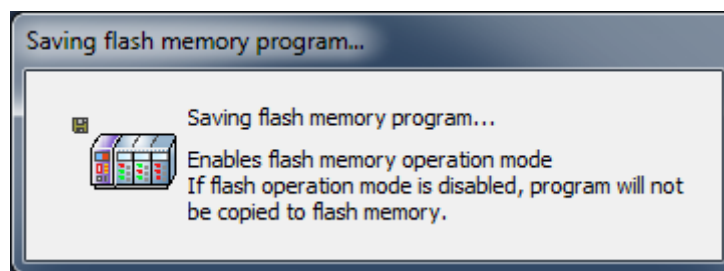 Saving flash memory program...
Saving flash memory program...
Enables flash memory operation mode
If flash operation mode is disabled, program will not
be copied to flash memory.